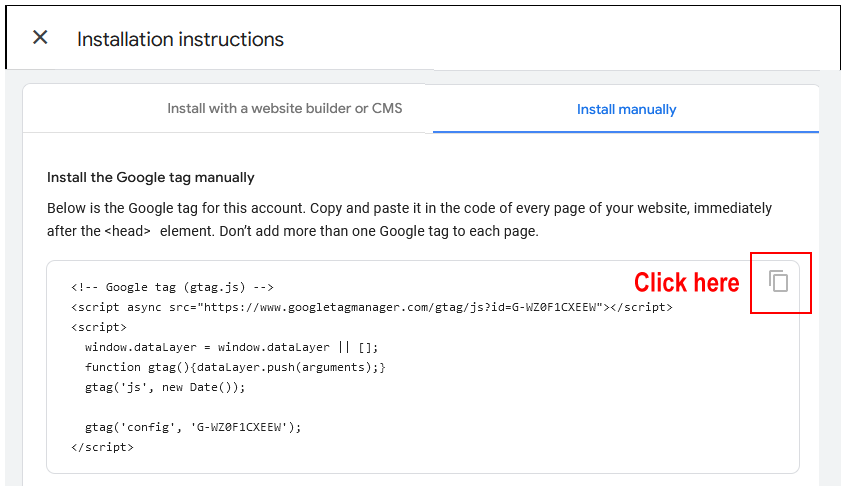 Installation instructions
Install with a website builder or CMS
Install manually
Install the Google tag manually
Below is the Google tag for this account. Copy and paste it in the code of every page of your website, immediately
after the <head> element. Don’t add more than one Google tag to each page.
Click here
<!-- Google tag (gtag.js) -->
<script async src="https://www.googletagmanager.com/gtag/js?id=G-WZ0F1CXEEW"></script>
<script>
  window.dataLayer = window.dataLayer || [];
  function gtag(){dataLayer.push(arguments);}
  gtag('js', new Date());

  gtag('config', 'G-WZ0F1CXEEW');
</script>